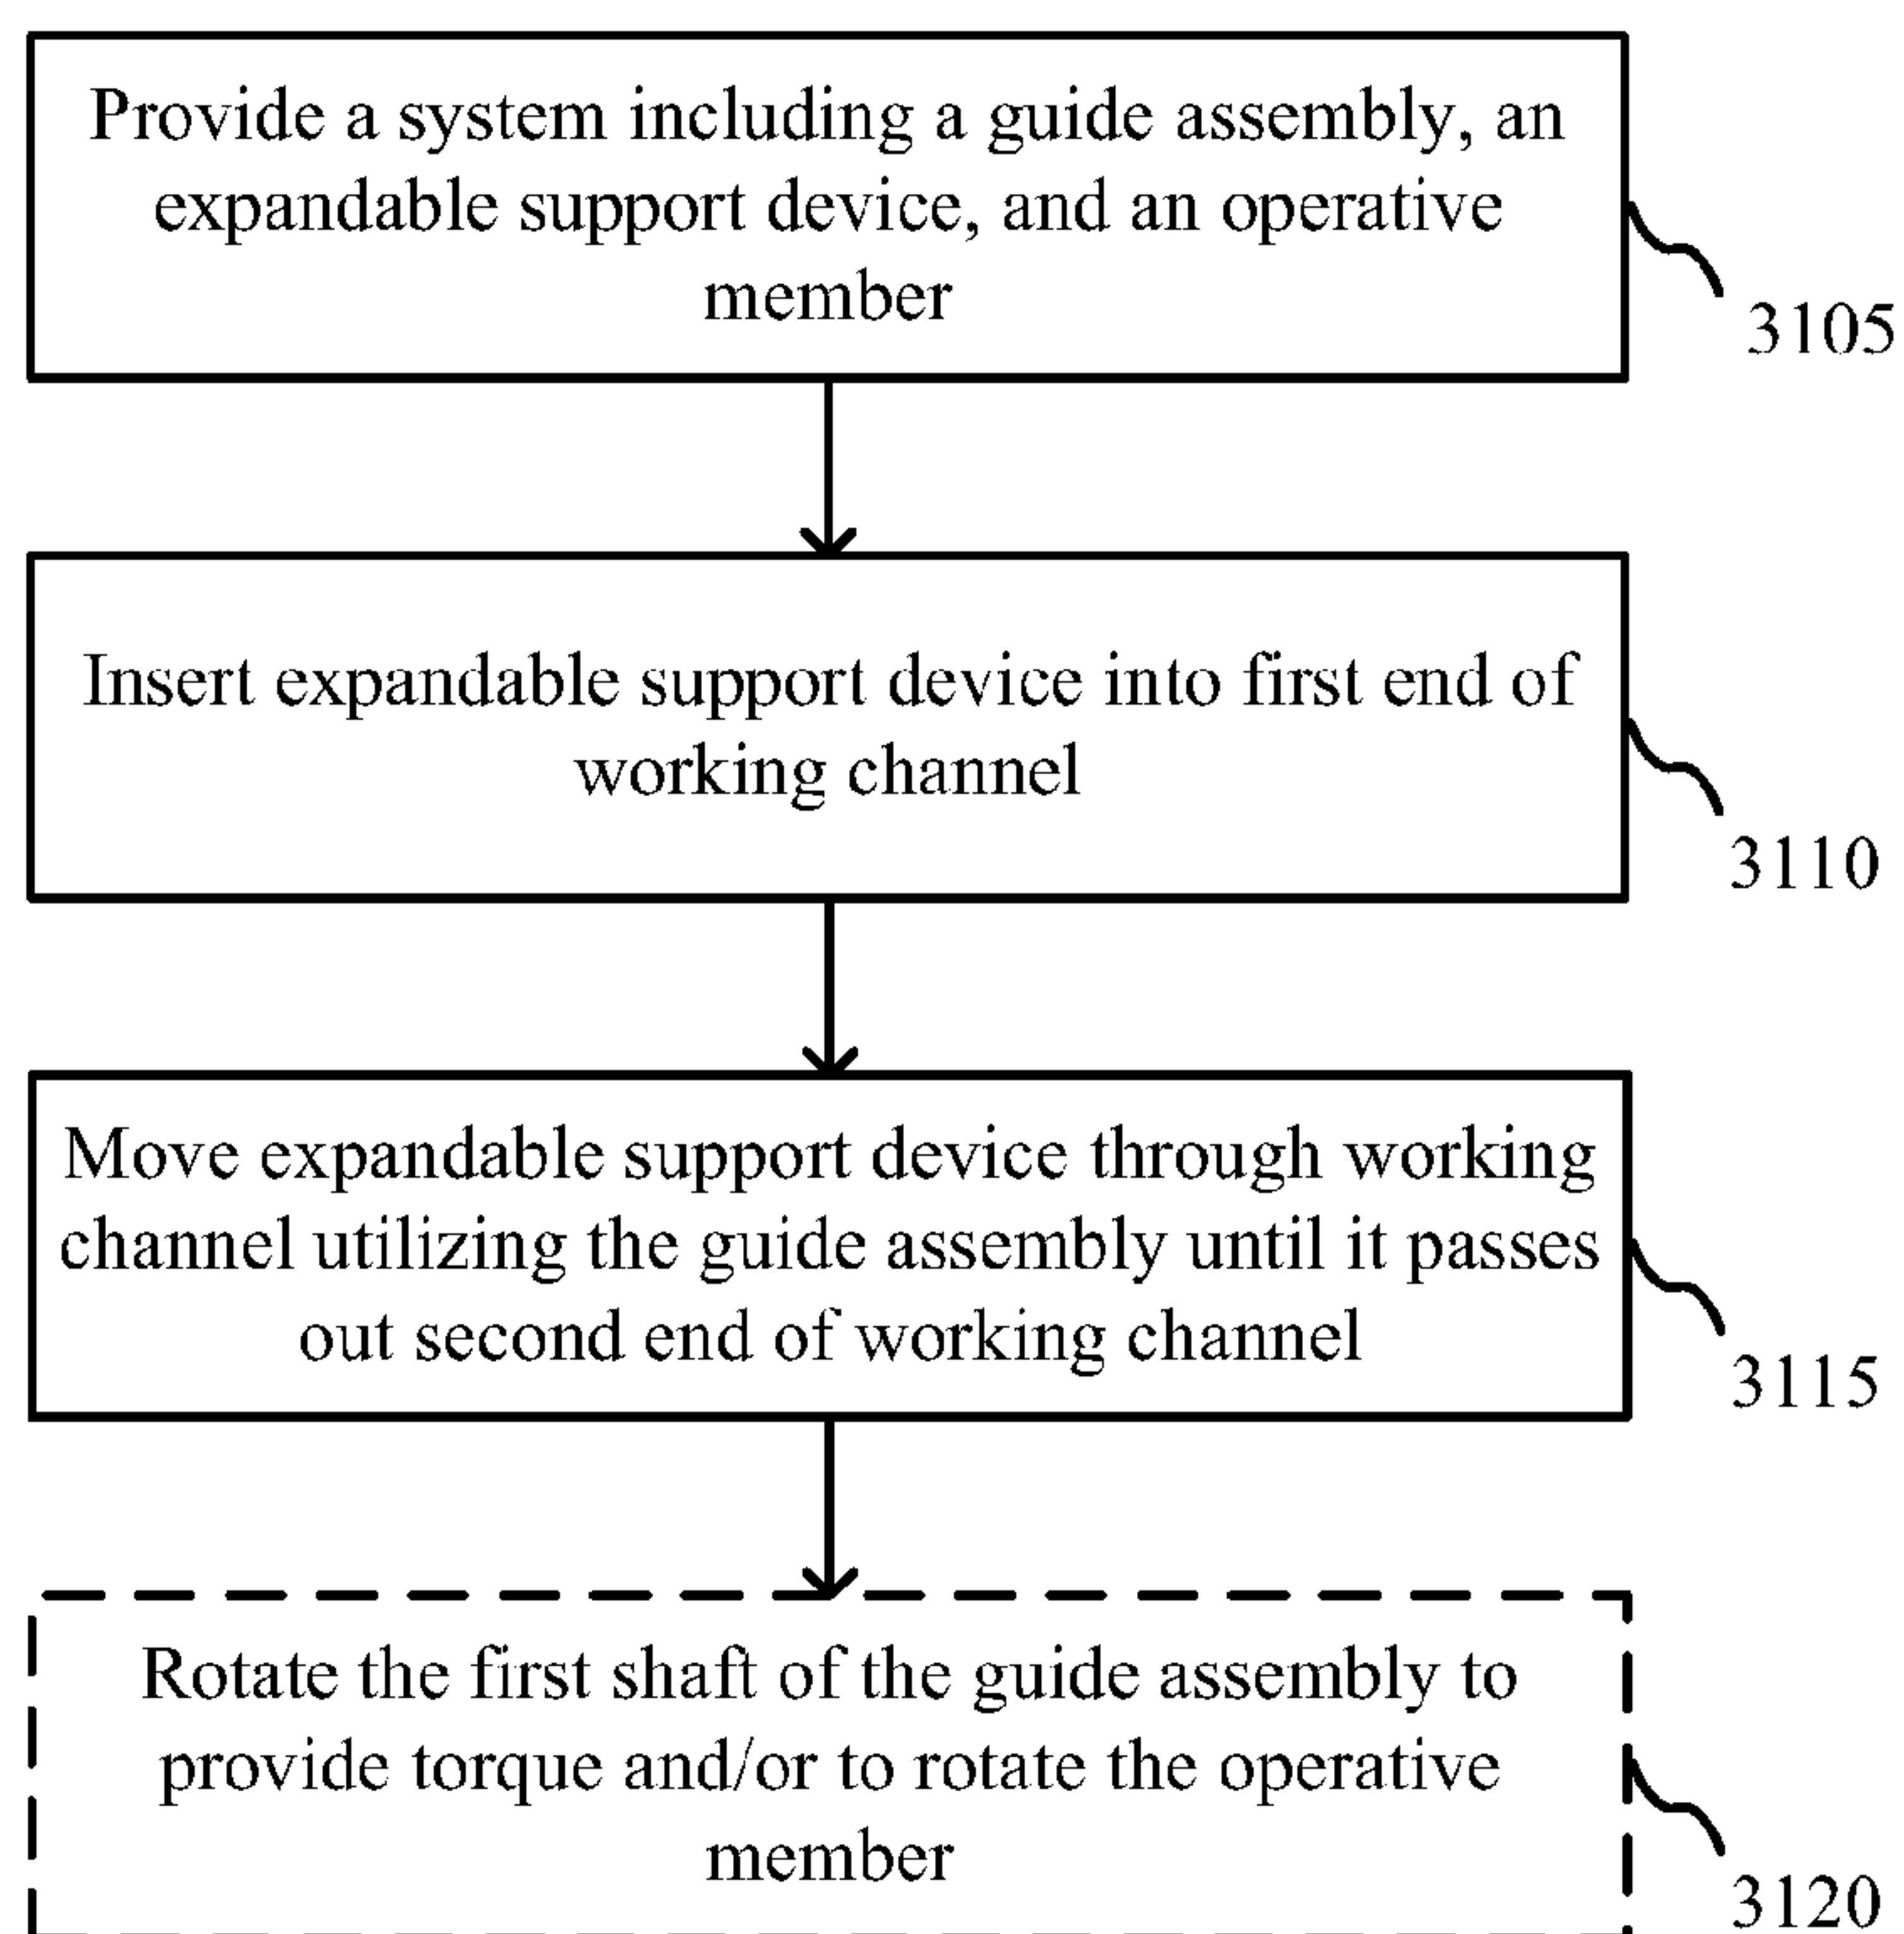 Provide a system including a guide assembly, an
expandable support device, and an operative
member
3105
Insert expandable support device into first end of
working channel
3110
Move expandable support device through working
channel utilizing the guide assembly until it passes
out second end of working channel
3115
Rotate the first shaft of the guide assembly to
provide torque and/or to rotate the operative
member
3120